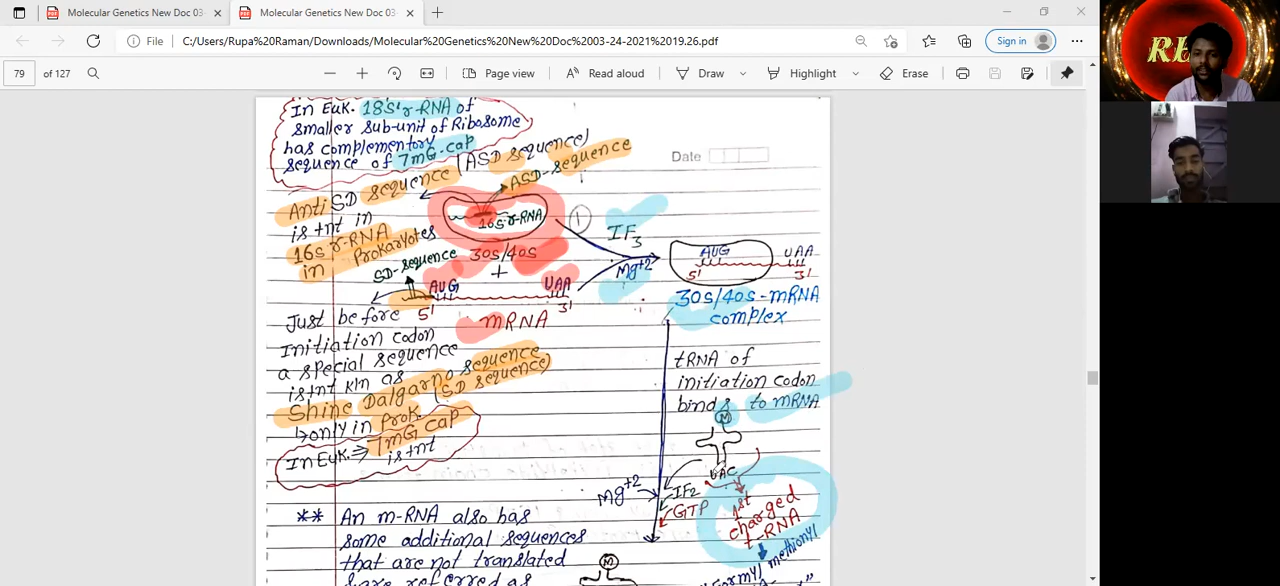 Molecular Genetics New Doc 03-
Molecular Genetics New Doc 03-
File
C:/Users/Rupa%20Raman/Downloads/Molecular%20Genetics%20New%20Doc%2003-24-2021%2019.26.pdf
Sign in
79 of 127
Page view
Read aloud
Draw
Highlight
Erase
In Euk. 18S'r-RNA of
smaller sub-unit of Ribosome
has complementory
sequence of 7mG-cap
Date
Anti SD sequence (ASD sequence)
is tnt in
16s r-RNA
in Prokaryotes
ASD-sequence
16s r-RNA
30s/40s
+
①
IF3
Mg+2
SD-sequence
AUG
UAA
5'
3'
mRNA
AUG
UAA
5'
3'
30s/40s-mRNA
complex
Just before
Initiation codon
a special sequence
is tnt k/n as
Shine Dalgarno sequence
(SD sequence)
↳only in Prok.
In Euk. ⇒ 7mG cap
is tnt
tRNA of
initiation codon
binds to mRNA
M
UAC
Mg+2
IF2
GTP
1st
charged
t-RNA
Formyl methionyl
** An m-RNA also has
some additional sequences
that are not translated
& are referred as
M